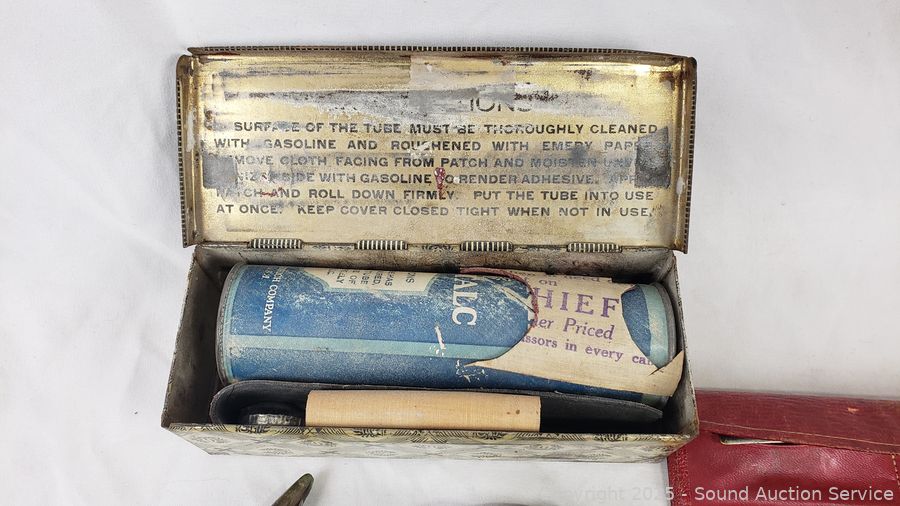 IONS
SURFACE OF THE TUBE MUST BE THOROUGHLY CLEANED
WITH GASOLINE AND ROUGHENED WITH EMERY PAPE
MOVE CLOTH FACING FROM PATCH AND MOISTEN
SIDE WITH GASOLINE TO RENDER ADHESIVE.
PATCH AND ROLL DOWN FIRMLY. PUT THE TUBE INTO USE
AT ONCE. KEEP COVER CLOSED TIGHT WHEN NOT IN USE.
COMPANY
ALC
on
HIEF
er Priced
ssors in every ca
Copyright 2025 - Sound Auction Service